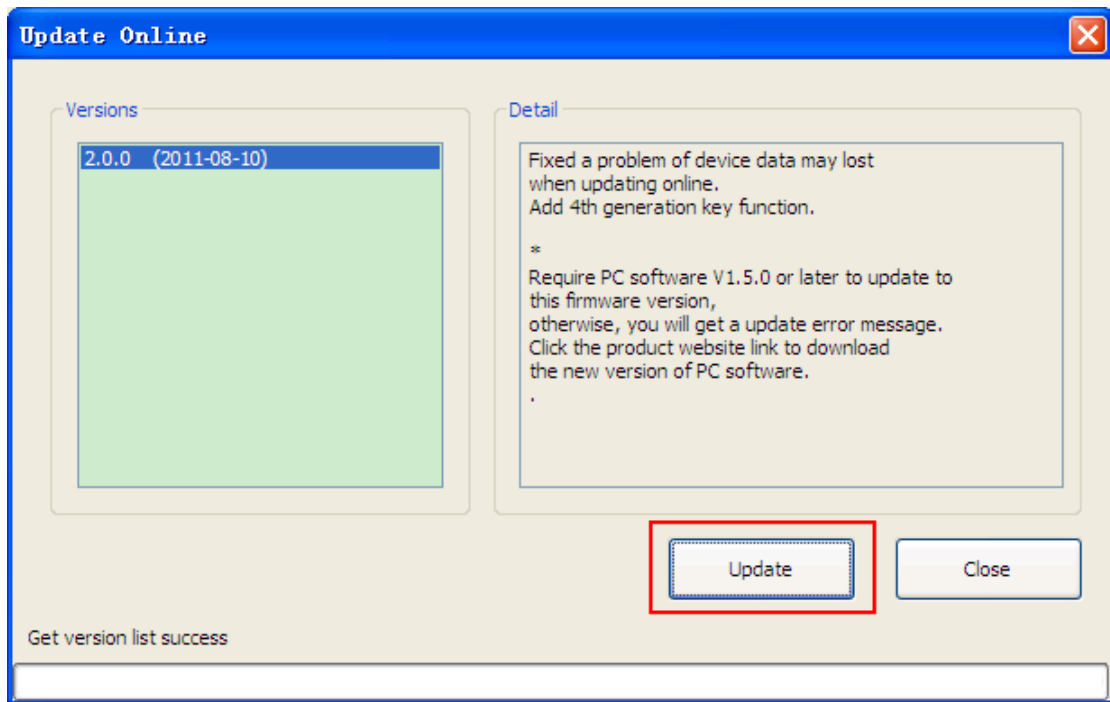 Update Online
Versions
2.0.0 (2011-08-10)
Detail
Fixed a problem of device data may lost
when updating online.
Add 4th generation key function.
*
Require PC software V1.5.0 or later to update to
this firmware version,
otherwise, you will get a update error message.
Click the product website link to download
the new version of PC software.
.
Update
Close
Get version list success